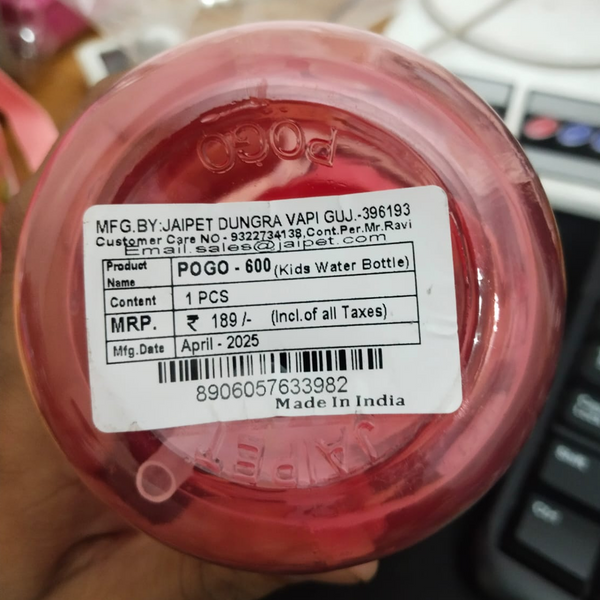 POGO
MFG.BY:JAIPET DUNGRA VAPI GUJ.-396193
Customer Care NO - 9322734138,Cont.Per.Mr.Ravi
Email.sales@jaipet.com
Product Name POGO - 600 (Kids Water Bottle)
Content 1 PCS
MRP. ₹ 189/- (Incl.of all Taxes)
Mfg.Date April - 2025
8906057633982
Made In India
JAIPET
Ctrl